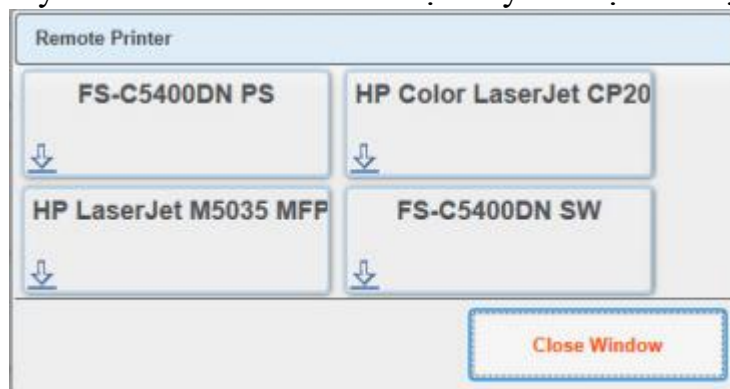 Remote Printer
FS-C5400DN PS
HP Color LaserJet CP20
HP LaserJet M5035 MFP
FS-C5400DN SW
Close Window